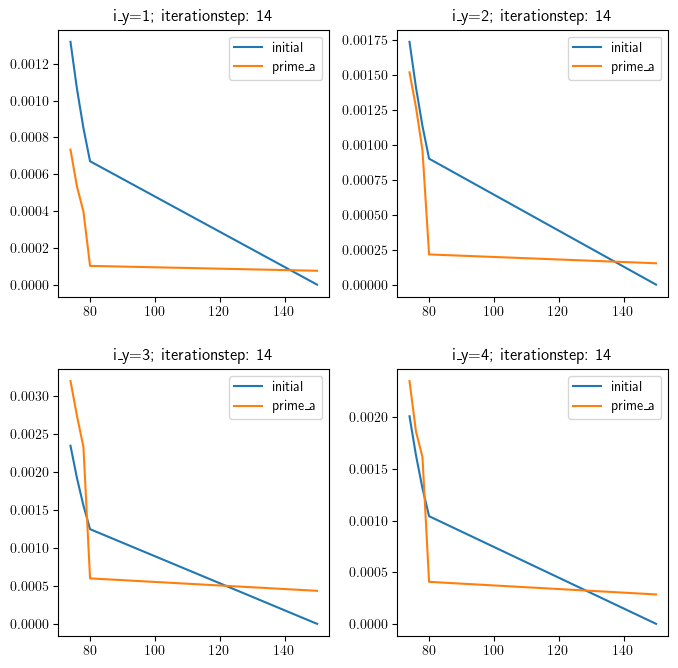 i_y=1; iterationstep: 14
initial
prime_a
0.0012
0.0010
0.0008
0.0006
0.0004
0.0002
0.0000
80 100 120 140
i_y=2; iterationstep: 14
initial
prime_a
0.00175
0.00150
0.00125
0.00100
0.00075
0.00050
0.00025
0.00000
80 100 120 140
i_y=3; iterationstep: 14
initial
prime_a
0.0030
0.0025
0.0020
0.0015
0.0010
0.0005
0.0000
80 100 120 140
i_y=4; iterationstep: 14
initial
prime_a
0.0020
0.0015
0.0010
0.0005
0.0000
80 100 120 140